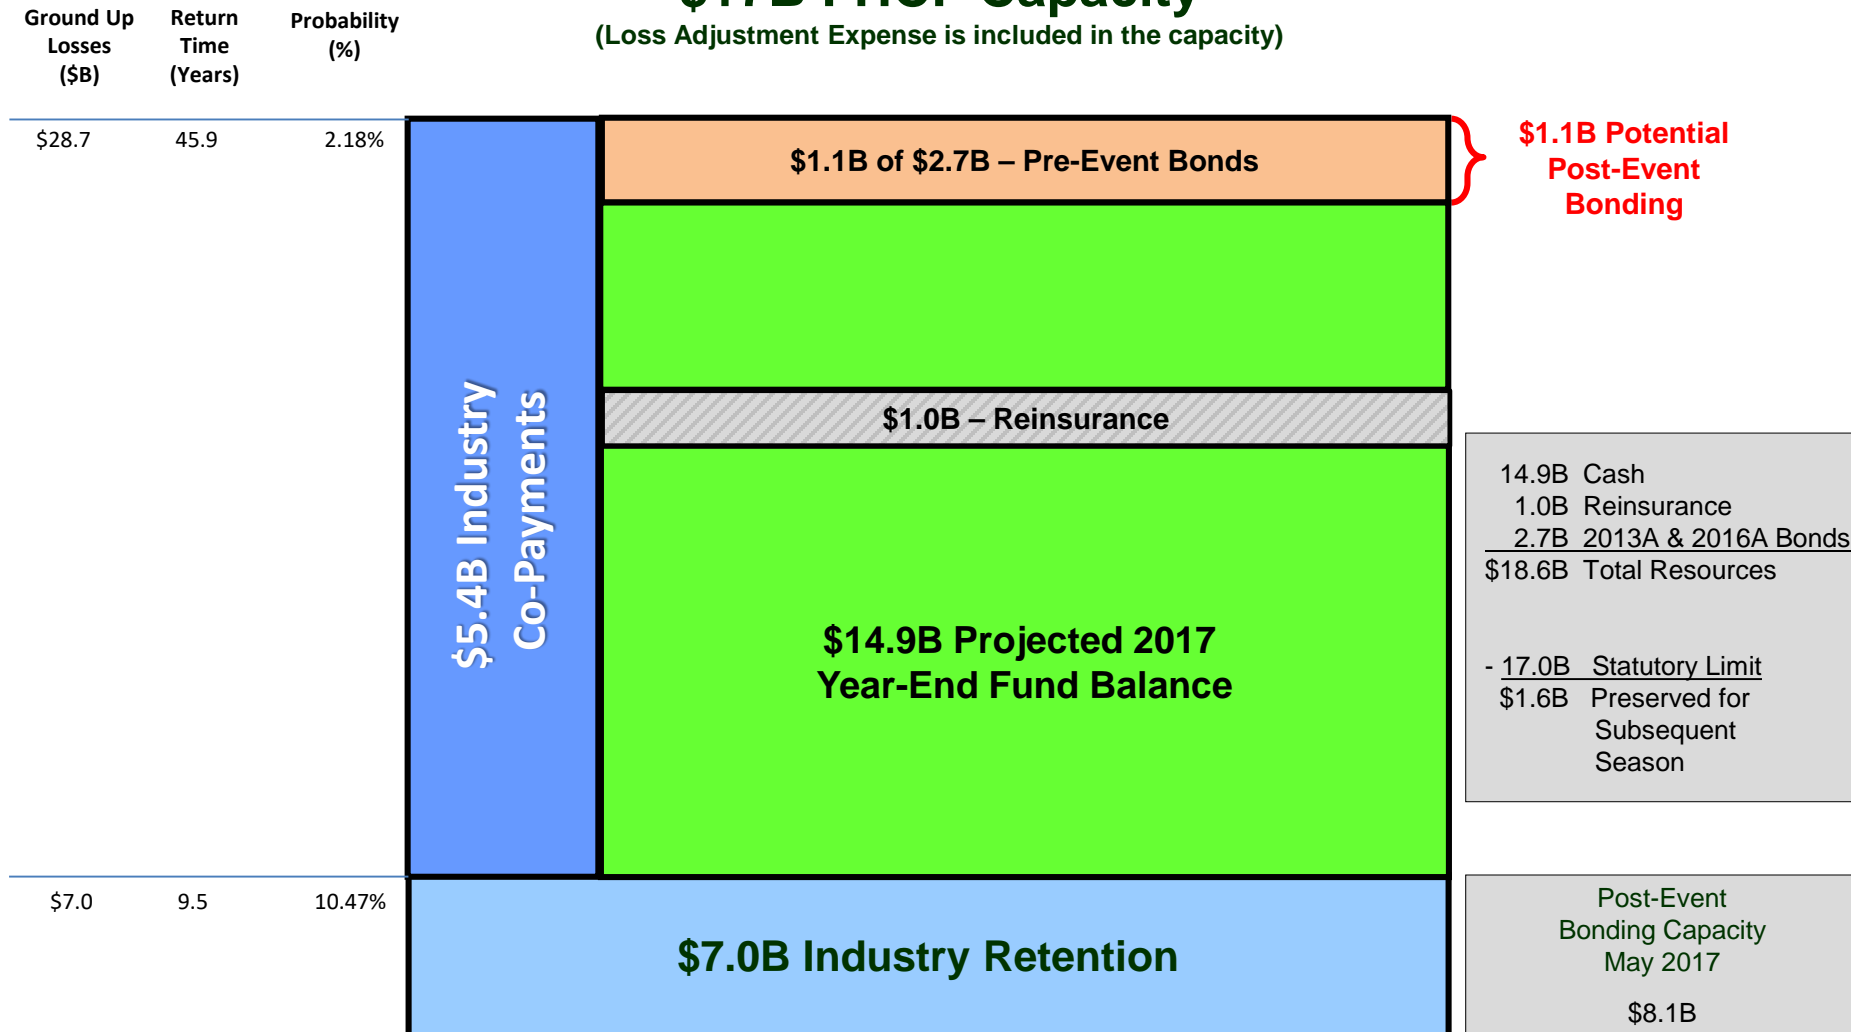 Ground Up
Losses
($B)
Return
Time
(Years)
Probability
(%)
$17B FHCF Capacity
(Loss Adjustment Expense is included in the capacity)
$28.7 45.9 2.18%
$1.1B of $2.7B – Pre-Event Bonds
$1.1B Potential
Post-Event
Bonding
$5.4B Industry
Co-Payments
$1.0B – Reinsurance
$14.9B Projected 2017
Year-End Fund Balance
14.9B Cash
1.0B Reinsurance
2.7B 2013A & 2016A Bonds
$18.6B Total Resources
- 17.0B Statutory Limit
$1.6B Preserved for
Subsequent
Season
$7.0 9.5 10.47%
$7.0B Industry Retention
Post-Event
Bonding Capacity
May 2017
$8.1B